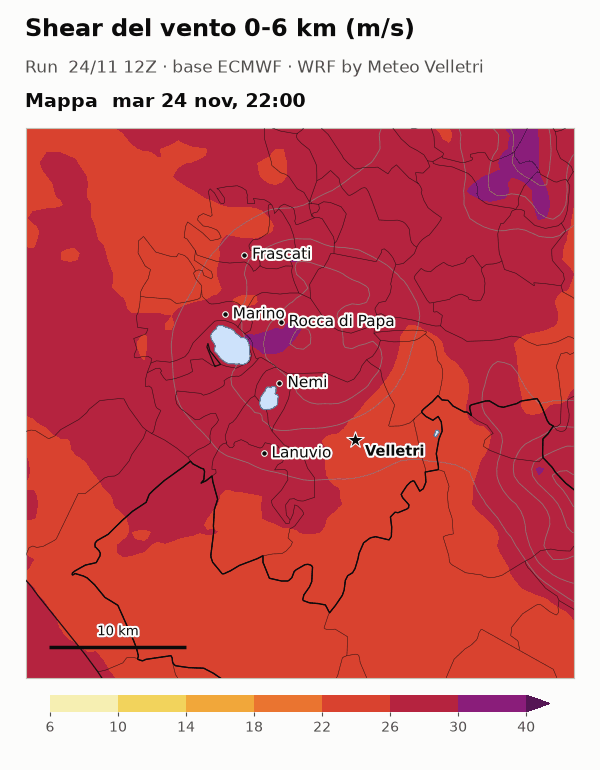 Shear del vento 0-6 km (m/s)
Run  24/11 12Z · base ECMWF · WRF by Meteo Velletri
Mappa  mar 24 nov, 22:00
Frascati
Marino
Rocca di Papa
Nemi
Velletri
Lanuvio
10 km
6 10 14 18 22 26 30 40